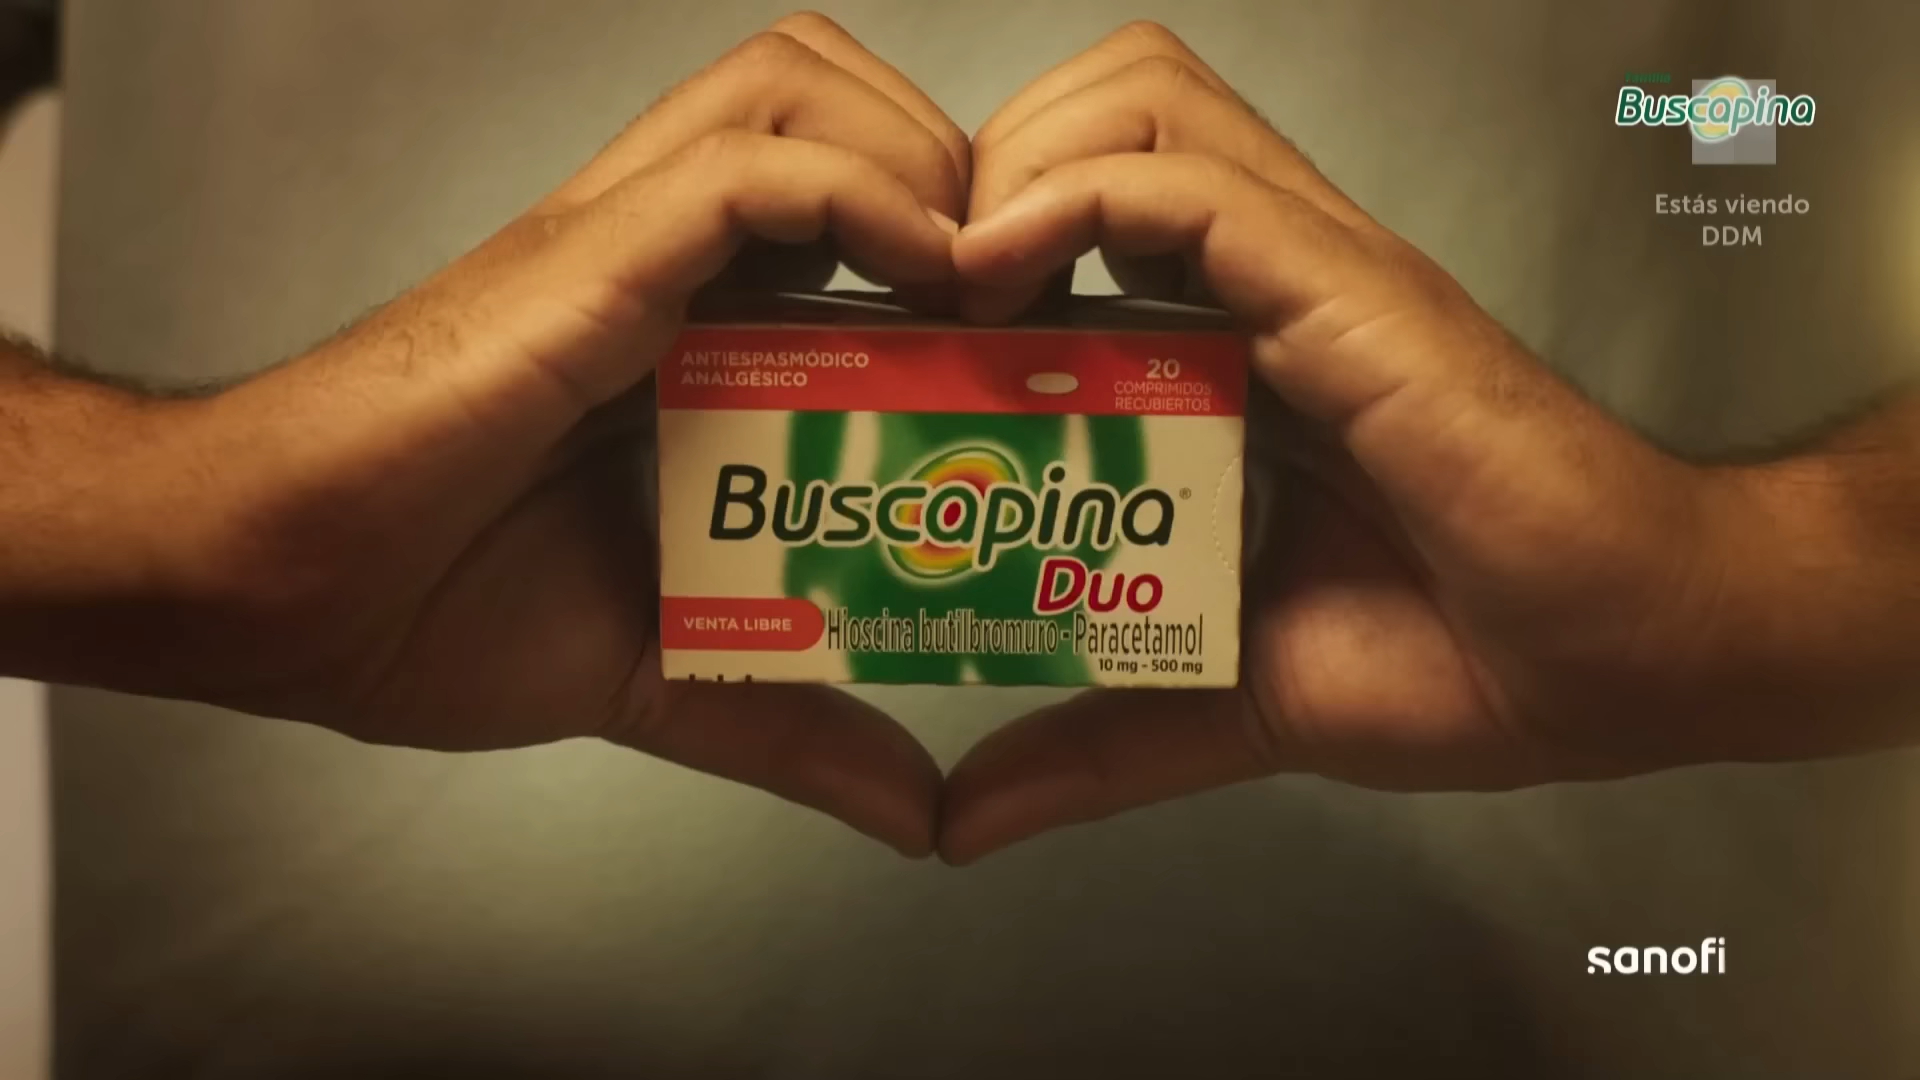 Familia
Buscapina
Estás viendo
DDM
ANTIESPASMÓDICO
ANALGÉSICO
20
COMPRIMIDOS
RECUBIERTOS
Buscapina®
Duo
VENTA LIBRE
Hioscina butilbromuro - Paracetamol
10 mg - 500 mg
sanofi